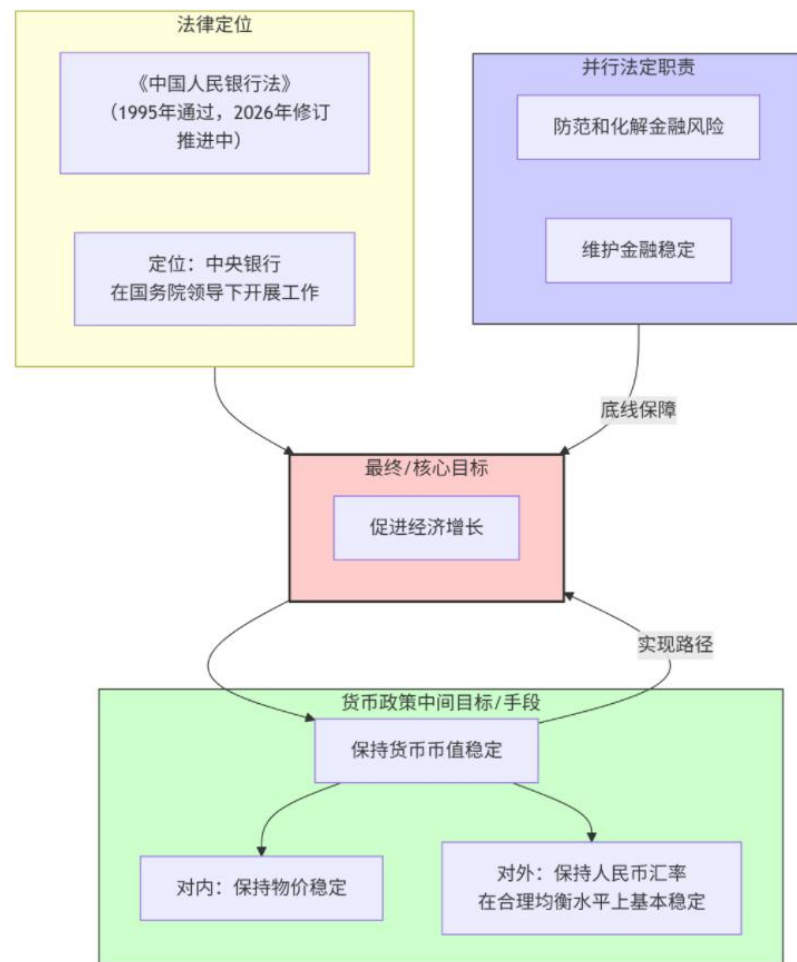 法律定位
《中国人民银行法》
（1995年通过，2026年修订
推进中）
定位：中央银行
在国务院领导下开展工作
并行法定职责
防范和化解金融风险
维护金融稳定
底线保障
最终/核心目标
促进经济增长
实现路径
货币政策中间目标/手段
保持货币币值稳定
对内：保持物价稳定
对外：保持人民币汇率
在合理均衡水平上基本稳定